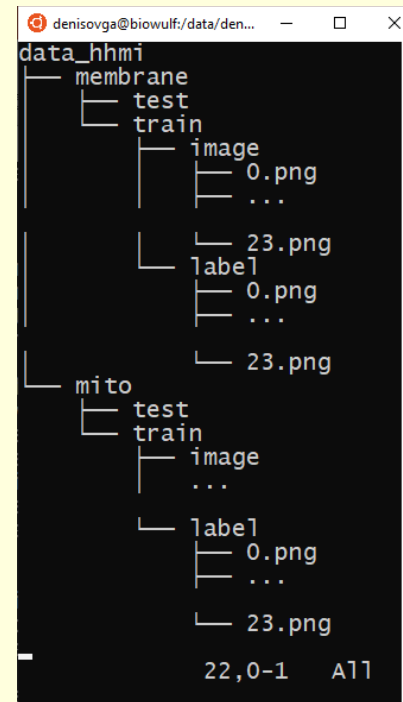 denisovga@biowulf:/data/den...
data_hhmi
├── membrane
│   ├── test
│   └── train
│       ├── image
│       │   ├── 0.png
│       │   ├── ...
│       │   └── 23.png
│       └── label
│           ├── 0.png
│           ├── ...
│           └── 23.png
└── mito
    ├── test
    └── train
        ├── image
        │   ...
        └── label
            ├── 0.png
            ├── ...
            └── 23.png
22,0-1 All